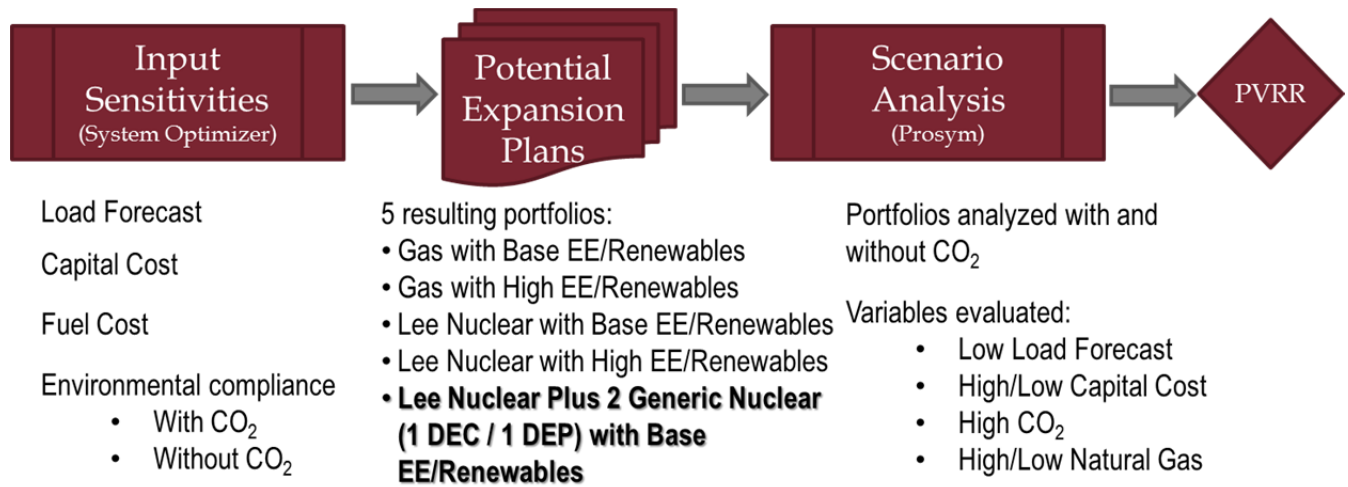 Input
Sensitivities
(System Optimizer)
Potential
Expansion
Plans
Scenario
Analysis
(Prosym)
PVRR
Load Forecast
Capital Cost
Fuel Cost
Environmental compliance
• With CO₂
• Without CO₂
5 resulting portfolios:
• Gas with Base EE/Renewables
• Gas with High EE/Renewables
• Lee Nuclear with Base EE/Renewables
• Lee Nuclear with High EE/Renewables
• Lee Nuclear Plus 2 Generic Nuclear
(1 DEC / 1 DEP) with Base
EE/Renewables
Portfolios analyzed with and
without CO₂
Variables evaluated:
• Low Load Forecast
• High/Low Capital Cost
• High CO₂
• High/Low Natural Gas